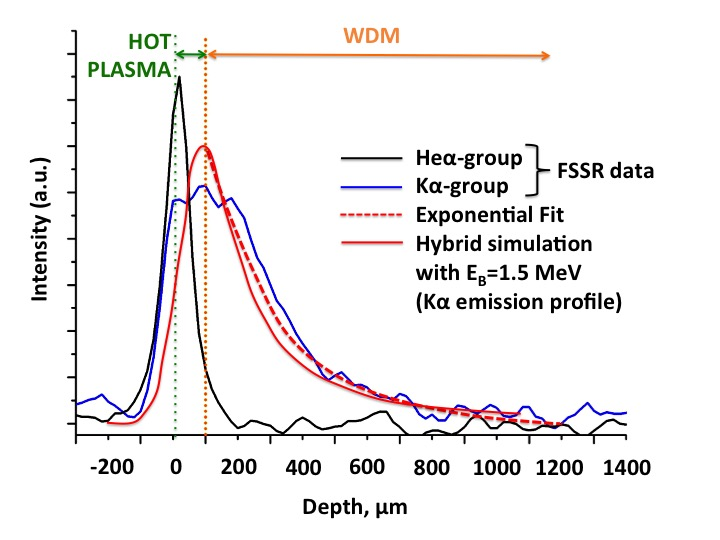 HOT
PLASMA
WDM
Heα-group
Kα-group
FSSR data
Exponential Fit
Hybrid simulation
with E_B=1.5 MeV
(Kα emission profile)
Intensity (a.u.)
-200 0 200 400 600 800 1000 1200 1400
Depth, µm